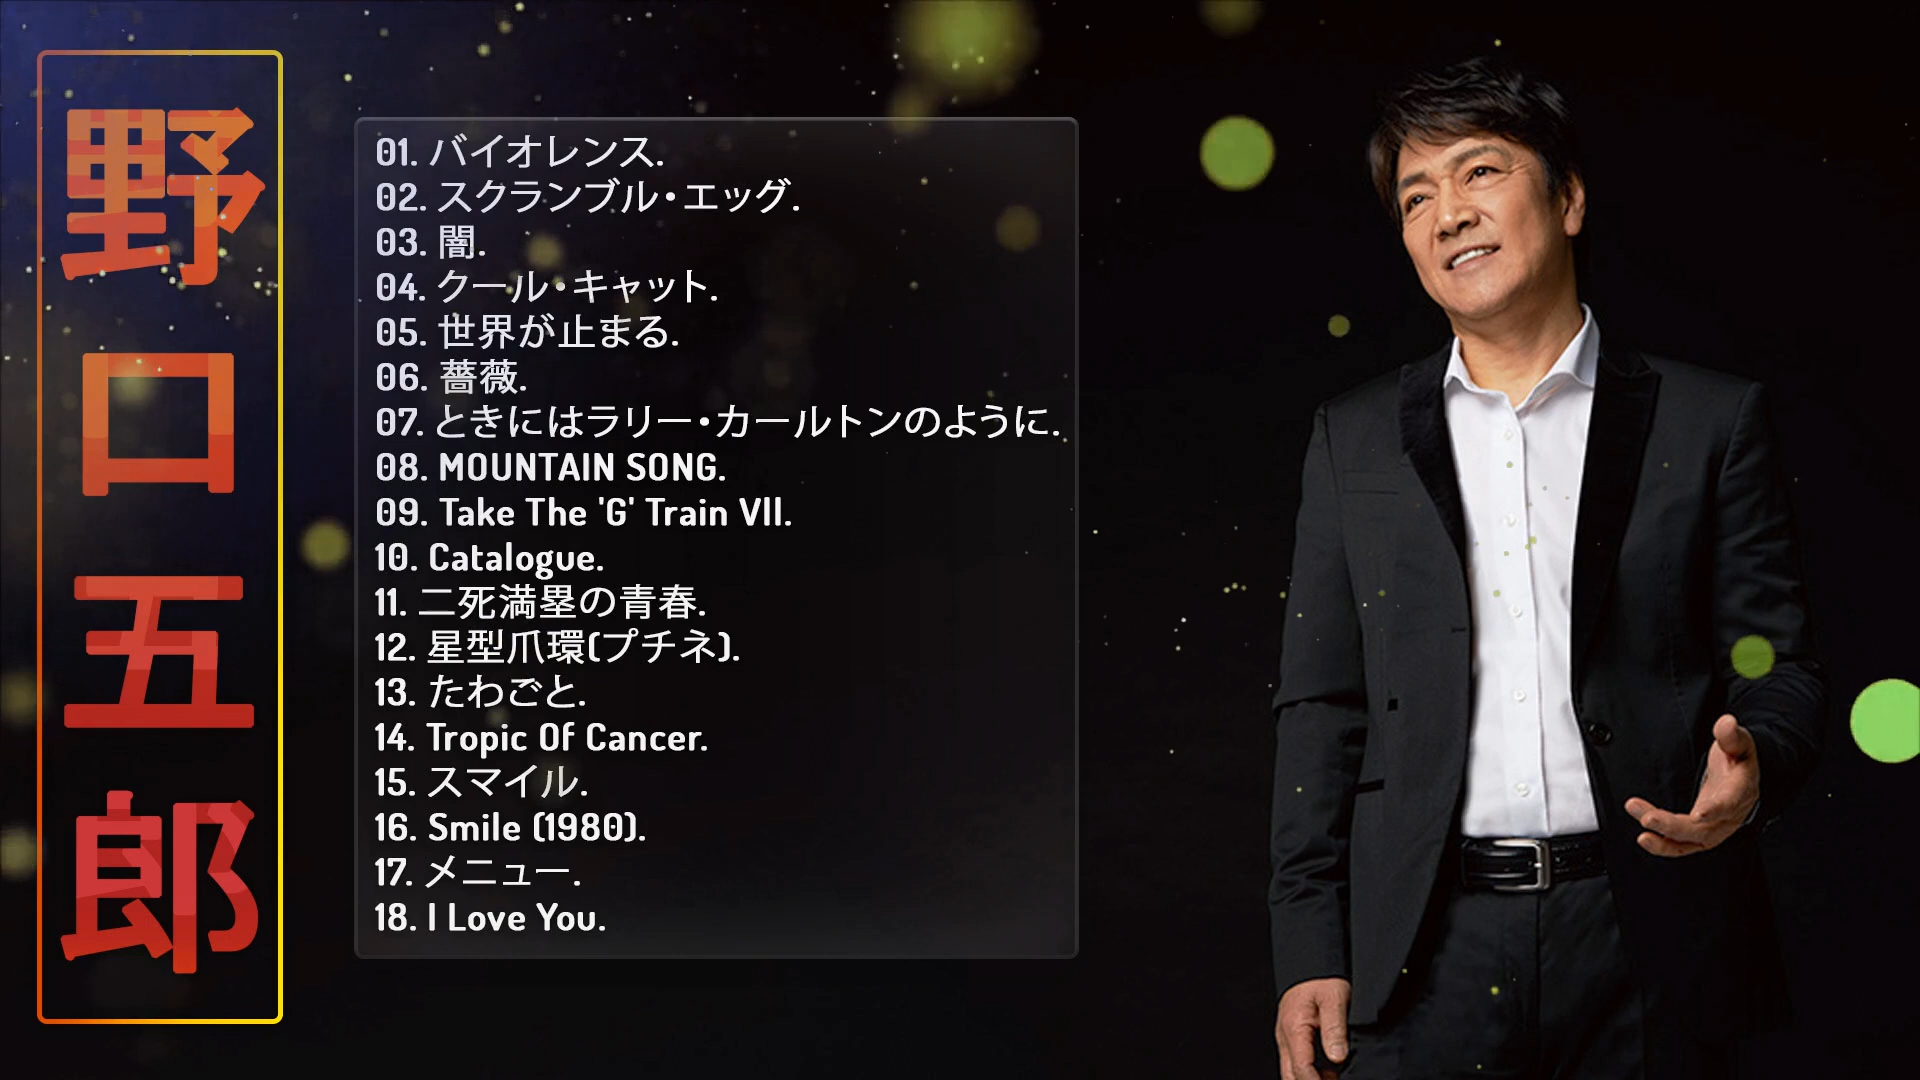 野口五郎
01. バイオレンス.
02. スクランブル・エッグ.
03. 闇.
04. クール・キャット.
05. 世界が止まる.
06. 薔薇.
07. ときにはラリー・カールトンのように.
08. MOUNTAIN SONG.
09. Take The 'G' Train VII.
10. Catalogue.
11. 二死満塁の青春.
12. 星型爪環(プチネ).
13. たわごと.
14. Tropic Of Cancer.
15. スマイル.
16. Smile (1980).
17. メニュー.
18. I Love You.